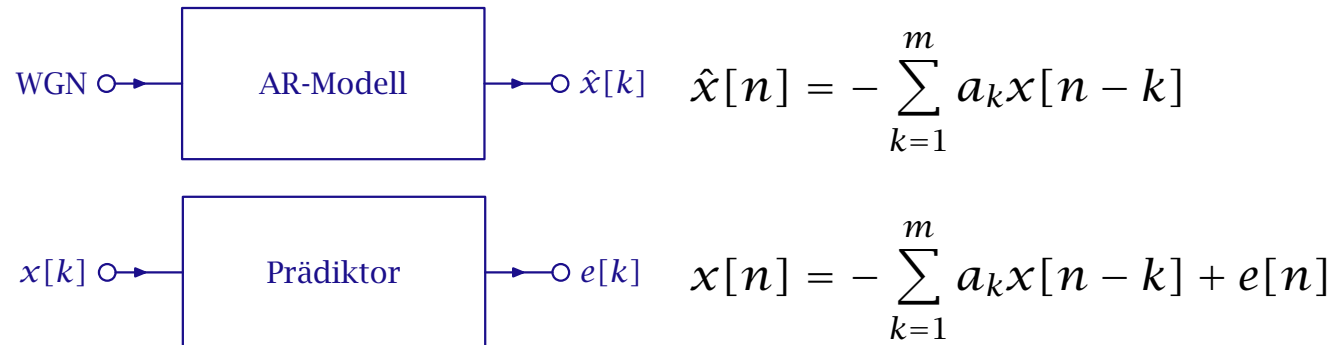 WGN AR-Modell x̂[k] x̂[n] = − ∑_{k=1}^{m} a_k x[n − k]
x[k] Prädiktor e[k] x[n] = − ∑_{k=1}^{m} a_k x[n − k] + e[n]